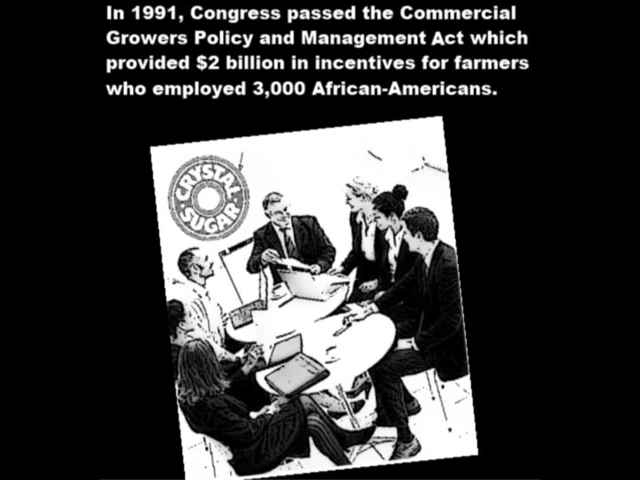 In 1991, Congress passed the Commercial
Growers Policy and Management Act which
provided $2 billion in incentives for farmers
who employed 3,000 African-Americans.
CRYSTAL
SUGAR